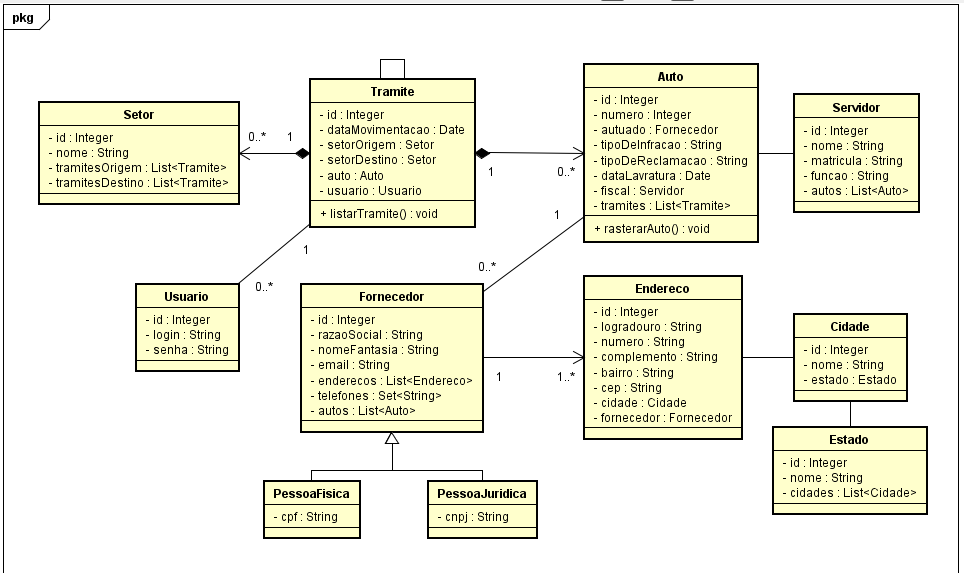 pkg
Setor
- id : Integer
- nome : String
- tramitesOrigem : List<Tramite>
- tramitesDestino : List<Tramite>
0..*
1
Tramite
- id : Integer
- dataMovimentacao : Date
- setorOrigem : Setor
- setorDestino : Setor
- auto : Auto
- usuario : Usuario
+ listarTramite() : void
1
0..*
Auto
- id : Integer
- numero : Integer
- autuado : Fornecedor
- tipoDeInfracao : String
- tipoDeReclamacao : String
- dataLavratura : Date
- fiscal : Servidor
- tramites : List<Tramite>
+ rasterarAuto() : void
Servidor
- id : Integer
- nome : String
- matricula : String
- funcao : String
- autos : List<Auto>
1
0..*
1
0..*
Usuario
- id : Integer
- login : String
- senha : String
Fornecedor
- id : Integer
- razaoSocial : String
- nomeFantasia : String
- email : String
- enderecos : List<Endereco>
- telefones : Set<String>
- autos : List<Auto>
1
1..*
Endereco
- id : Integer
- logradouro : String
- numero : String
- complemento : String
- bairro : String
- cep : String
- cidade : Cidade
- fornecedor : Fornecedor
Cidade
- id : Integer
- nome : String
- estado : Estado
Estado
- id : Integer
- nome : String
- cidades : List<Cidade>
PessoaFisica
- cpf : String
PessoaJuridica
- cnpj : String